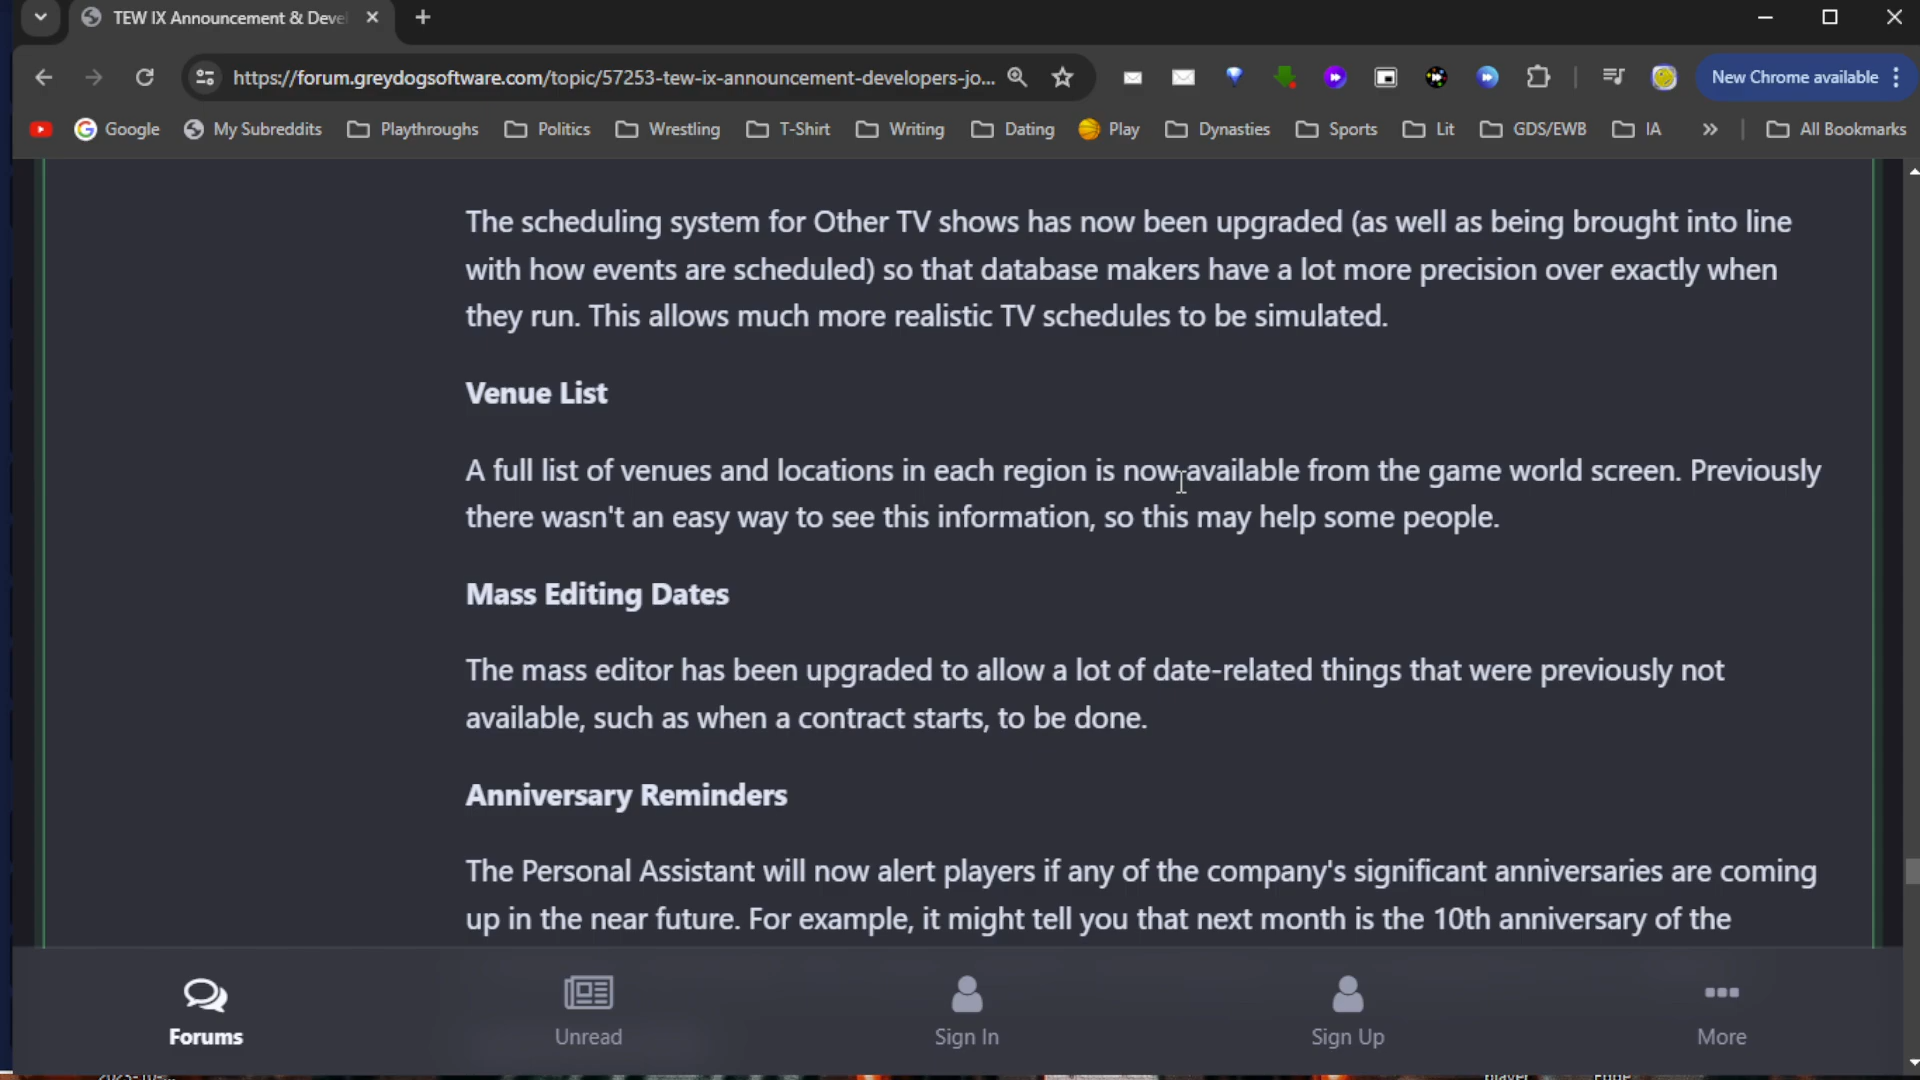 TEW IX Announcement & Deve
https://forum.greydogsoftware.com/topic/57253-tew-ix-announcement-developers-jo...
New Chrome available
Google
My Subreddits
Playthroughs
Politics
Wrestling
T-Shirt
Writing
Dating
Play
Dynasties
Sports
Lit
GDS/EWB
IA
»
All Bookmarks
The scheduling system for Other TV shows has now been upgraded (as well as being brought into line
with how events are scheduled) so that database makers have a lot more precision over exactly when
they run. This allows much more realistic TV schedules to be simulated.
Venue List
A full list of venues and locations in each region is now available from the game world screen. Previously
there wasn't an easy way to see this information, so this may help some people.
Mass Editing Dates
The mass editor has been upgraded to allow a lot of date-related things that were previously not
available, such as when a contract starts, to be done.
Anniversary Reminders
The Personal Assistant will now alert players if any of the company's significant anniversaries are coming
up in the near future. For example, it might tell you that next month is the 10th anniversary of the
Forums
Unread
Sign In
Sign Up
More